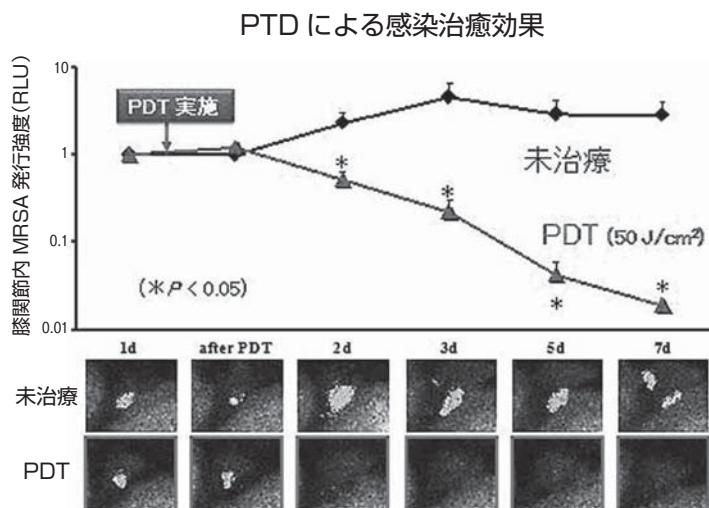 PTD による感染治癒効果
膝関節内 MRSA 発行強度(RLU)
10
1
0.1
0.01
PDT 実施
*
*
*
*
未治療
PDT (50 J/cm²)
(* P < 0.05)
1d after PDT 2d 3d 5d 7d
未治療
PDT